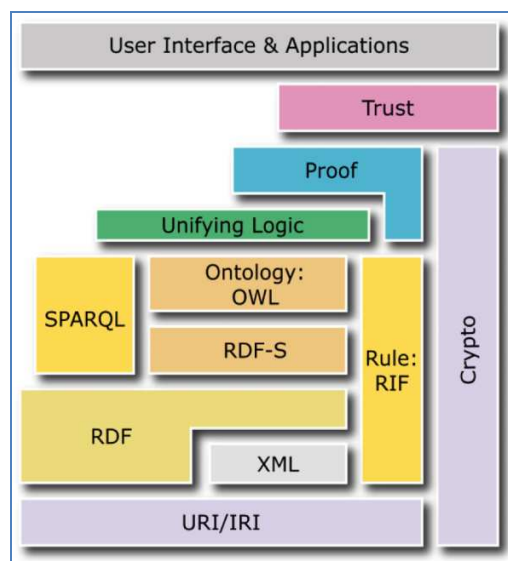 User Interface & Applications
Trust
Proof
Unifying Logic
Ontology:
OWL
SPARQL
RDF-S
Rule:
RIF
Crypto
RDF
XML
URI/IRI